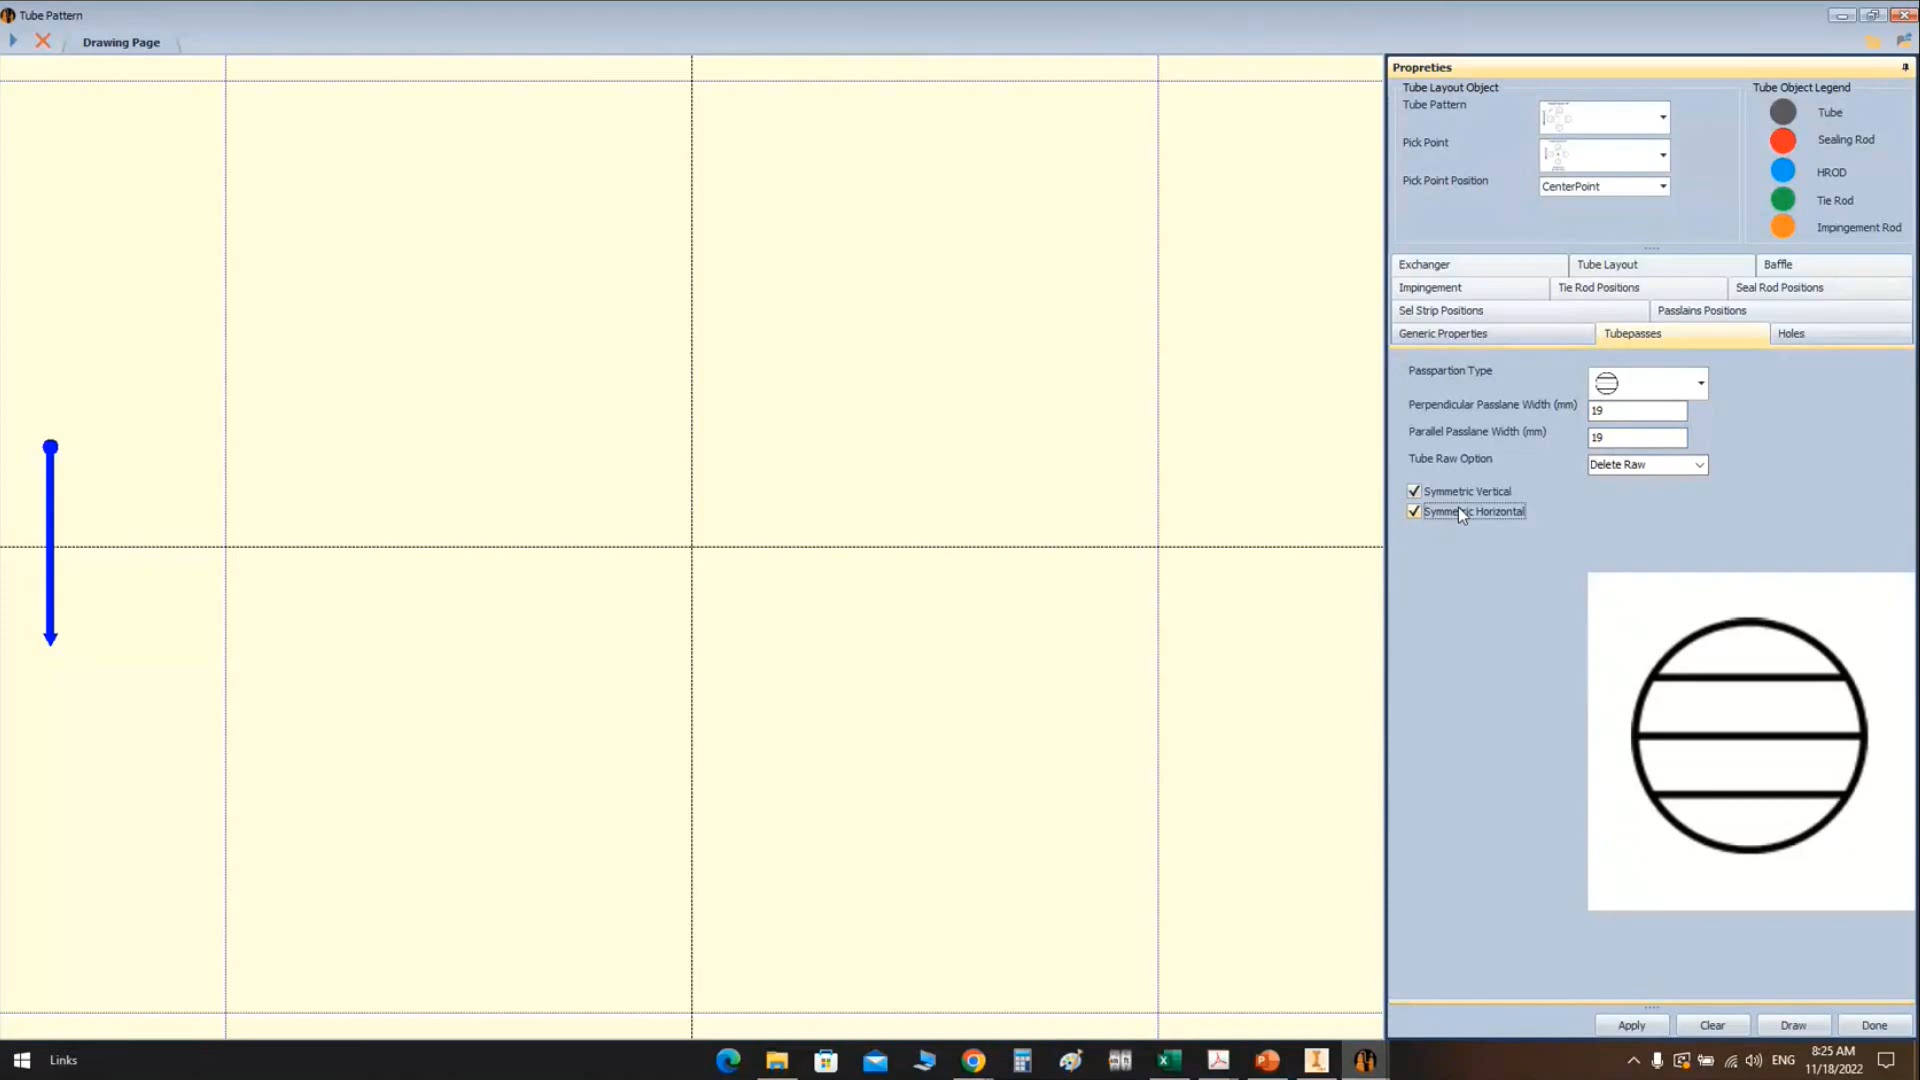 Tube Pattern
Drawing Page
Propreties
Tube Layout Object
Tube Pattern
Pick Point
Pick Point Position
CenterPoint
Tube Object Legend
Tube
Sealing Rod
HROD
Tie Rod
Impingement Rod
Exchanger
Tube Layout
Baffle
Impingement
Tie Rod Positions
Seal Rod Positions
Sel Strip Positions
Passlains Positions
Generic Properties
Tubepasses
Holes
Passpartion Type
Perpendicular Passlane Width (mm)
19
Parallel Passlane Width (mm)
19
Tube Raw Option
Delete Raw
Symmetric Vertical
Symmetric Horizontal
Apply
Clear
Draw
Done
Links
ENG
8:25 AM
11/18/2022